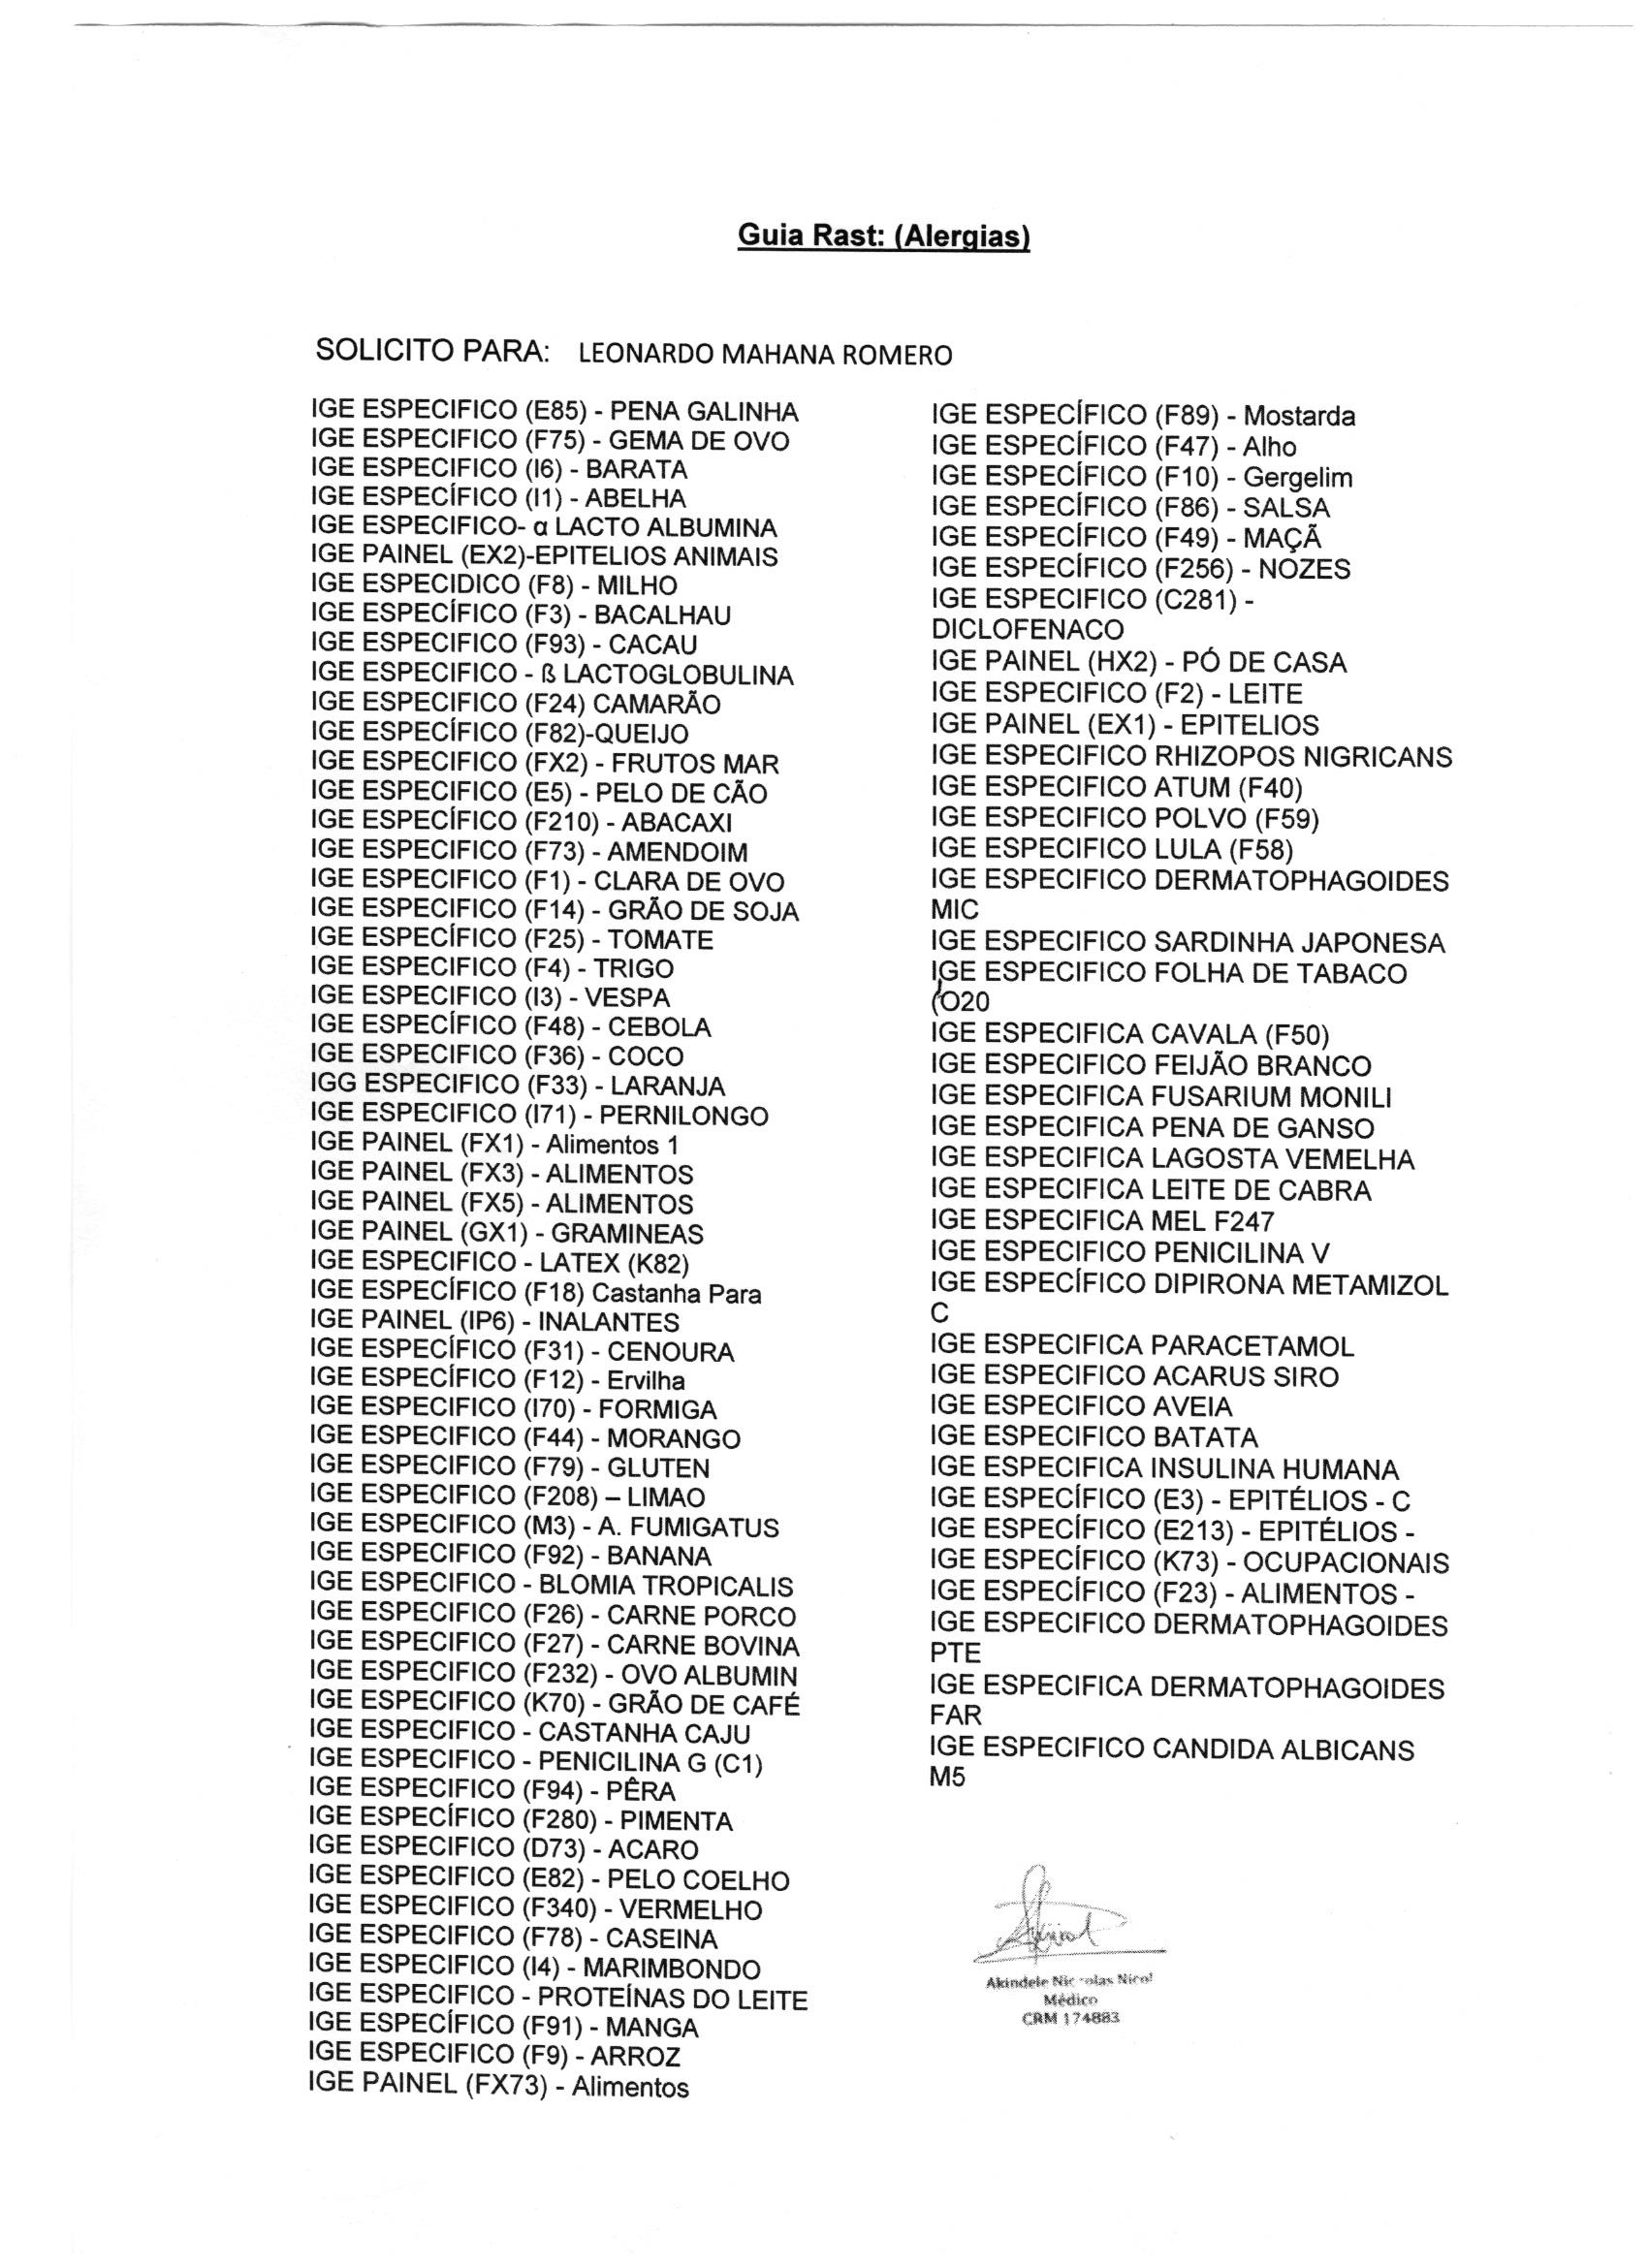 Guia Rast: (Alergias)
SOLICITO PARA: LEONARDO MAHANA ROMERO
IGE ESPECIFICO (E85) - PENA GALINHA
IGE ESPECIFICO (F75) - GEMA DE OVO
IGE ESPECIFICO (I6) - BARATA
IGE ESPECÍFICO (I1) - ABELHA
IGE ESPECIFICO- α LACTO ALBUMINA
IGE PAINEL (EX2)-EPITELIOS ANIMAIS
IGE ESPECIDICO (F8) - MILHO
IGE ESPECÍFICO (F3) - BACALHAU
IGE ESPECIFICO (F93) - CACAU
IGE ESPECIFICO - ß LACTOGLOBULINA
IGE ESPECIFICO (F24) CAMARÃO
IGE ESPECÍFICO (F82)-QUEIJO
IGE ESPECIFICO (FX2) - FRUTOS MAR
IGE ESPECIFICO (E5) - PELO DE CÃO
IGE ESPECÍFICO (F210) - ABACAXI
IGE ESPECIFICO (F73) - AMENDOIM
IGE ESPECIFICO (F1) - CLARA DE OVO
IGE ESPECIFICO (F14) - GRÃO DE SOJA
IGE ESPECÍFICO (F25) - TOMATE
IGE ESPECIFICO (F4) - TRIGO
IGE ESPECIFICO (I3) - VESPA
IGE ESPECÍFICO (F48) - CEBOLA
IGE ESPECIFICO (F36) - COCO
IGG ESPECIFICO (F33) - LARANJA
IGE ESPECIFICO (I71) - PERNILONGO
IGE PAINEL (FX1) - Alimentos 1
IGE PAINEL (FX3) - ALIMENTOS
IGE PAINEL (FX5) - ALIMENTOS
IGE PAINEL (GX1) - GRAMINEAS
IGE ESPECIFICO - LATEX (K82)
IGE ESPECÍFICO (F18) Castanha Para
IGE PAINEL (IP6) - INALANTES
IGE ESPECÍFICO (F31) - CENOURA
IGE ESPECÍFICO (F12) - Ervilha
IGE ESPECIFICO (I70) - FORMIGA
IGE ESPECIFICO (F44) - MORANGO
IGE ESPECIFICO (F79) - GLUTEN
IGE ESPECIFICO (F208) – LIMAO
IGE ESPECIFICO (M3) - A. FUMIGATUS
IGE ESPECIFICO (F92) - BANANA
IGE ESPECIFICO - BLOMIA TROPICALIS
IGE ESPECIFICO (F26) - CARNE PORCO
IGE ESPECIFICO (F27) - CARNE BOVINA
IGE ESPECIFICO (F232) - OVO ALBUMIN
IGE ESPECIFICO (K70) - GRÃO DE CAFÉ
IGE ESPECIFICO - CASTANHA CAJU
IGE ESPECIFICO - PENICILINA G (C1)
IGE ESPECIFICO (F94) - PÊRA
IGE ESPECÍFICO (F280) - PIMENTA
IGE ESPECIFICO (D73) - ACARO
IGE ESPECIFICO (E82) - PELO COELHO
IGE ESPECIFICO (F340) - VERMELHO
IGE ESPECIFICO (F78) - CASEINA
IGE ESPECIFICO (I4) - MARIMBONDO
IGE ESPECIFICO - PROTEÍNAS DO LEITE
IGE ESPECÍFICO (F91) - MANGA
IGE ESPECIFICO (F9) - ARROZ
IGE PAINEL (FX73) - Alimentos
IGE ESPECÍFICO (F89) - Mostarda
IGE ESPECÍFICO (F47) - Alho
IGE ESPECÍFICO (F10) - Gergelim
IGE ESPECÍFICO (F86) - SALSA
IGE ESPECÍFICO (F49) - MAÇÃ
IGE ESPECÍFICO (F256) - NOZES
IGE ESPECIFICO (C281) -
DICLOFENACO
IGE PAINEL (HX2) - PÓ DE CASA
IGE ESPECIFICO (F2) - LEITE
IGE PAINEL (EX1) - EPITELIOS
IGE ESPECIFICO RHIZOPOS NIGRICANS
IGE ESPECIFICO ATUM (F40)
IGE ESPECIFICO POLVO (F59)
IGE ESPECIFICO LULA (F58)
IGE ESPECIFICO DERMATOPHAGOIDES
MIC
IGE ESPECIFICO SARDINHA JAPONESA
IGE ESPECIFICO FOLHA DE TABACO
(O20
IGE ESPECIFICA CAVALA (F50)
IGE ESPECIFICO FEIJÃO BRANCO
IGE ESPECIFICA FUSARIUM MONILI
IGE ESPECIFICA PENA DE GANSO
IGE ESPECIFICA LAGOSTA VEMELHA
IGE ESPECIFICA LEITE DE CABRA
IGE ESPECIFICA MEL F247
IGE ESPECIFICO PENICILINA V
IGE ESPECÍFICO DIPIRONA METAMIZOL
C
IGE ESPECIFICA PARACETAMOL
IGE ESPECIFICO ACARUS SIRO
IGE ESPECIFICO AVEIA
IGE ESPECIFICO BATATA
IGE ESPECIFICA INSULINA HUMANA
IGE ESPECÍFICO (E3) - EPITÉLIOS - C
IGE ESPECÍFICO (E213) - EPITÉLIOS -
IGE ESPECÍFICO (K73) - OCUPACIONAIS
IGE ESPECÍFICO (F23) - ALIMENTOS -
IGE ESPECIFICO DERMATOPHAGOIDES
PTE
IGE ESPECIFICA DERMATOPHAGOIDES
FAR
IGE ESPECIFICO CANDIDA ALBICANS
M5
Akindele Nicol
Médico
CRM 174883